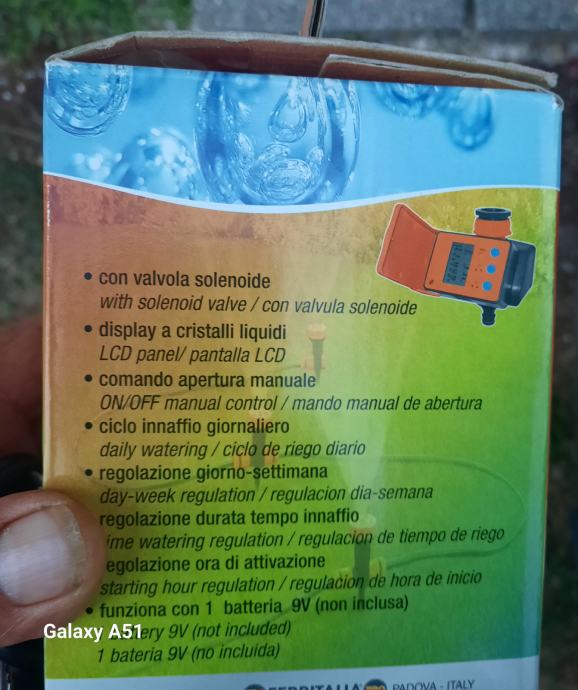 • con valvola solenoide
with solenoid valve / con valvula solenoide
• display a cristalli liquidi
LCD panel/ pantalla LCD
• comando apertura manuale
ON/OFF manual control / mando manual de abertura
• ciclo innaffio giornaliero
daily watering / ciclo de riego diario
• regolazione giorno-settimana
day-week regulation / regulacion dia-semana
regolazione durata tempo innaffio
ime watering regulation / regulacion de tiempo de riego
egolazione ora di attivazione
starting hour regulation / regulacion de hora de inicio
• funziona con 1 batteria 9V (non inclusa)
ery 9V (not included)
1 bateria 9V (no incluida)
Galaxy A51
FERRITALIA PADOVA - ITALY